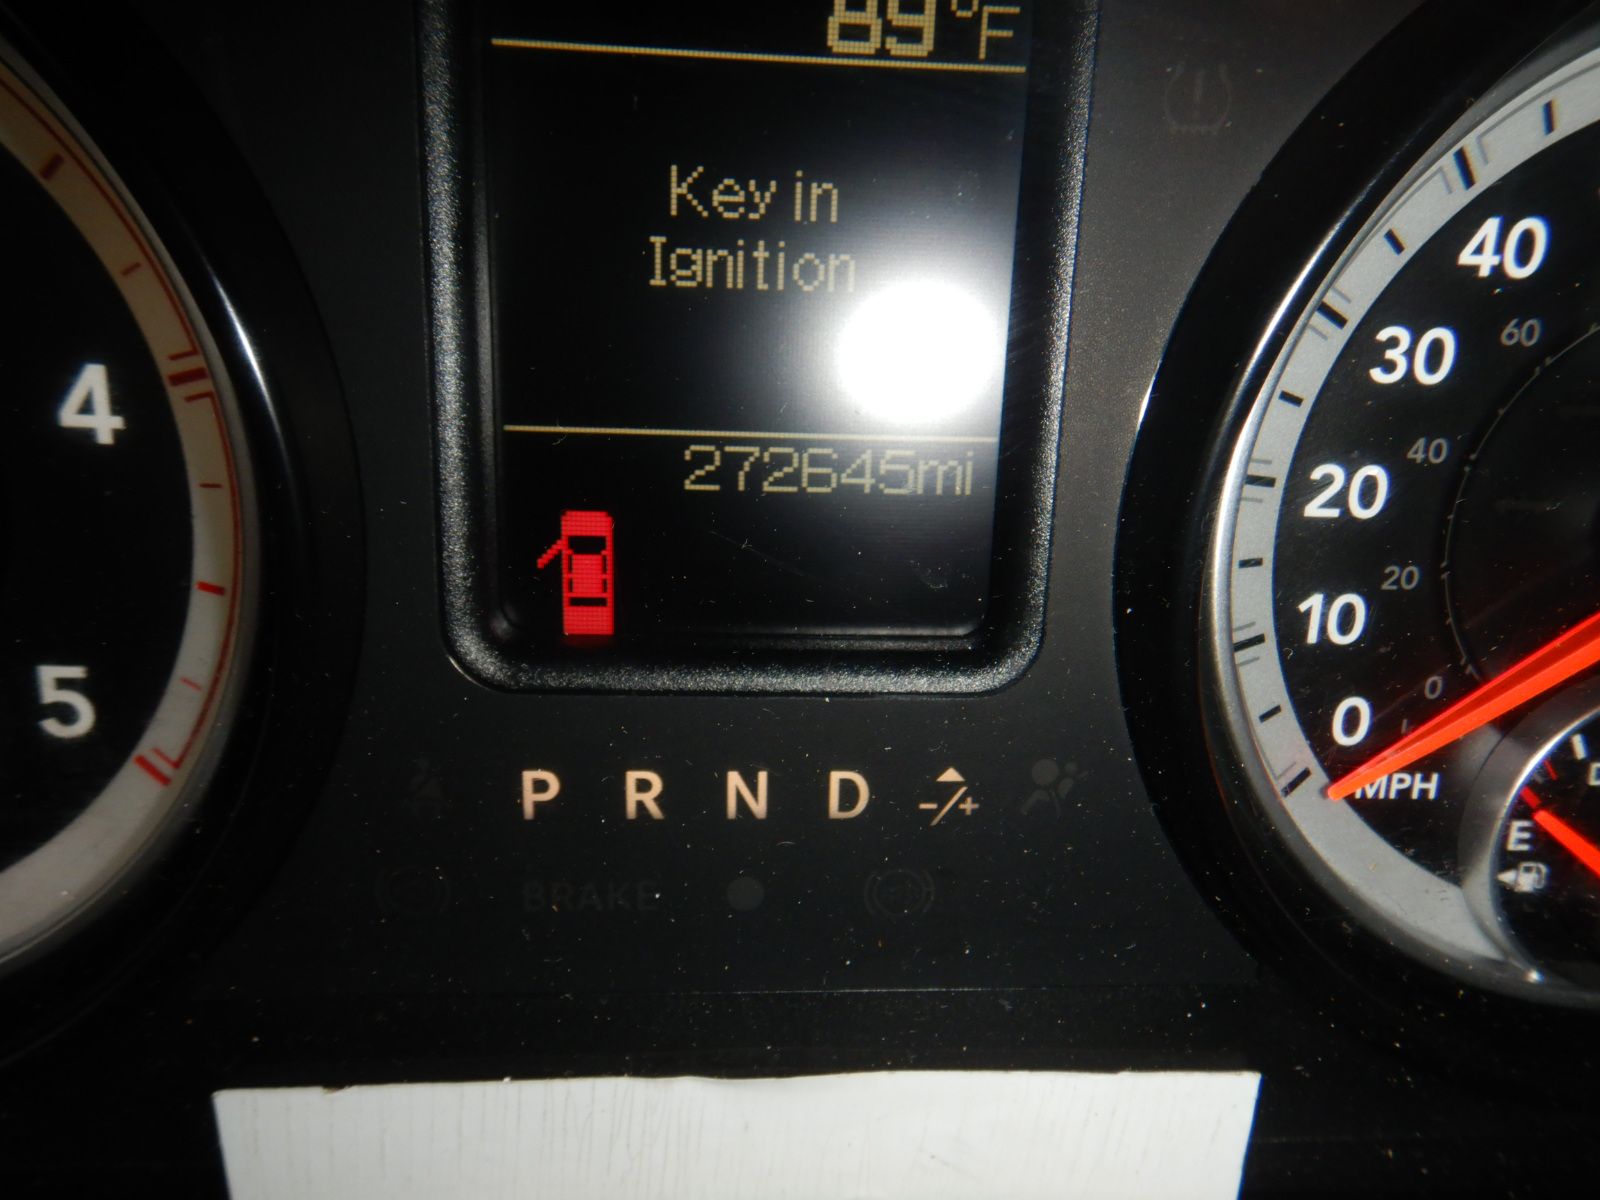 89°F
Key in
Ignition
272645mi
4
5
40
30
20
10
0
MPH
60
40
20
0
P R N D -/+
BRAKE
E